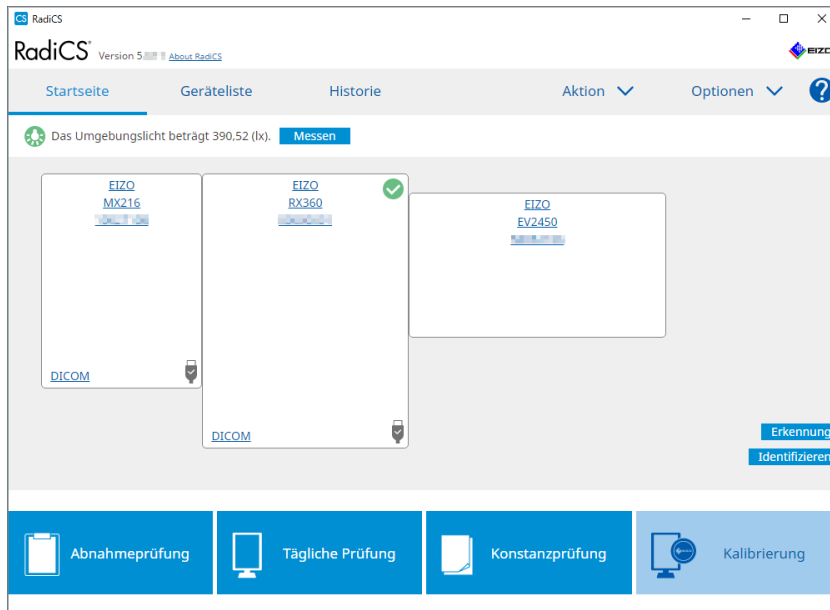 CS RadiCS
RadiCS® Version 5 About RadiCS EIZO
Startseite Geräteliste Historie Aktion Optionen ?
Das Umgebungslicht beträgt 390,52 (lx). Messen
EIZO
MX216
EIZO
RX360
EIZO
EV2450
DICOM
DICOM
Erkennung
Identifizieren
Abnahmeprüfung Tägliche Prüfung Konstanzprüfung Kalibrierung